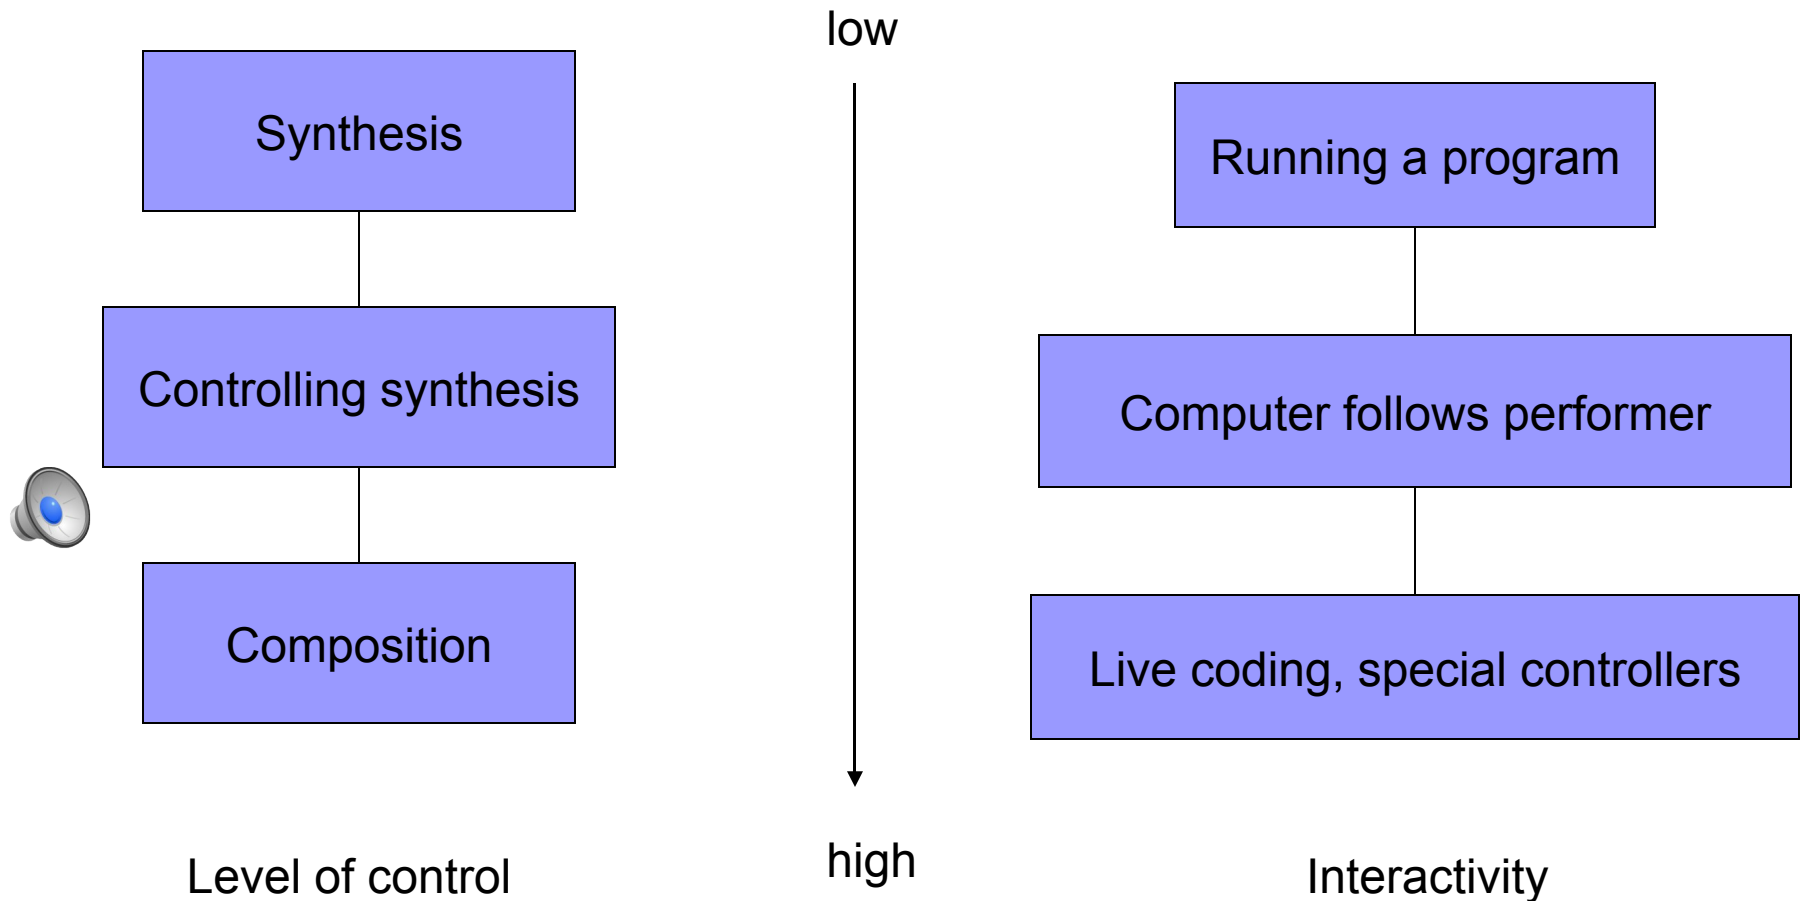 low
Synthesis
Running a program
Controlling synthesis
Computer follows performer
Composition
Live coding, special controllers
high
Level of control
Interactivity